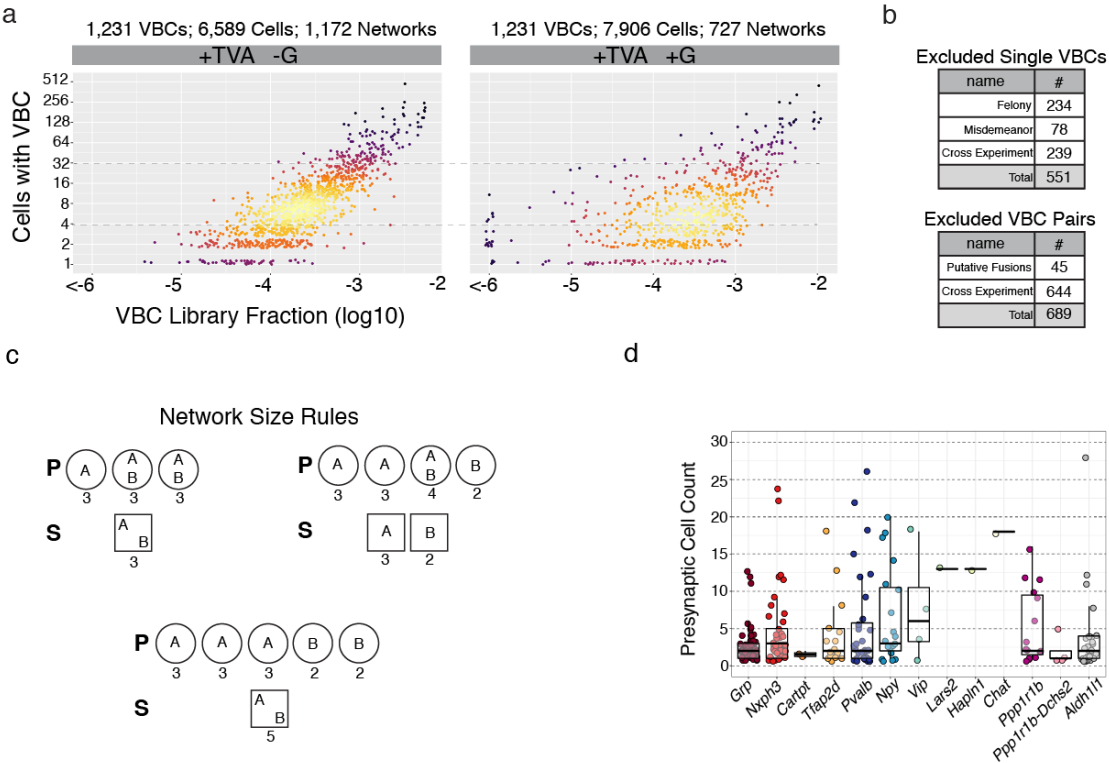 a
1,231 VBCs; 6,589 Cells; 1,172 Networks
1,231 VBCs; 7,906 Cells; 727 Networks
+TVA -G
+TVA +G
Cells with VBC
512
256
128
64
32
16
8
4
2
1
<-6
-5
-4
-3
-2
<-6
-5
-4
-3
-2
VBC Library Fraction (log10)
b
Excluded Single VBCs
name #
Felony 234
Misdemeanor 78
Cross Experiment 239
Total 551
Excluded VBC Pairs
name #
Putative Fusions 45
Cross Experiment 644
Total 689
c
Network Size Rules
P
A
A B
A B
3 3 3
S
A B
3
P
A
A
A B
B
3 3 4 2
S
A
B
3 2
P
A A A B B
3 3 3 2 2
S
A B
5
d
Presynaptic Cell Count
30
25
20
15
10
5
0
Grp
Nxph3
Cartpt
Tfap2d
Pvalb
Npy
Vip
Lars2
Hapln1
Chat
Ppp1r1b
Ppp1r1b-Dchs2
Aldh1l1